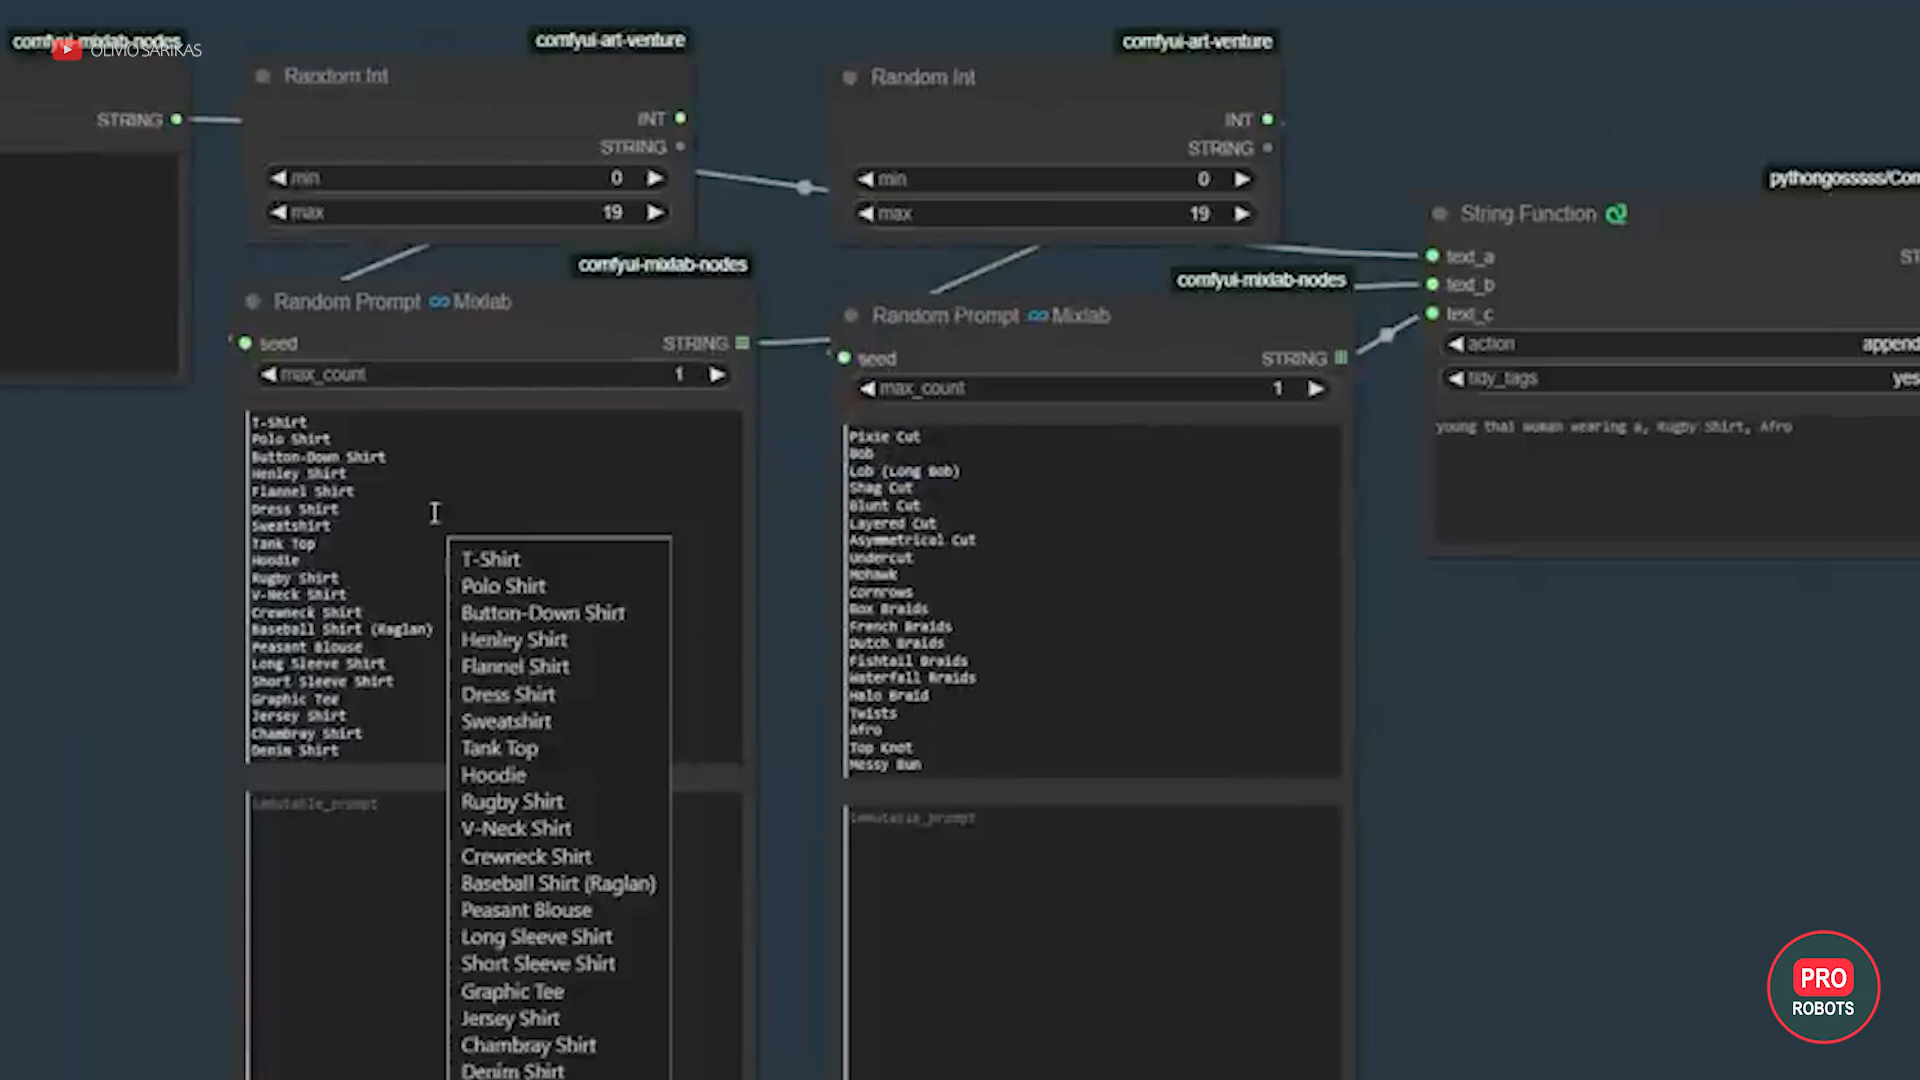 comfyui-mixlab-nodes
OLIVIO SARIKAS
STRING
comfyui-art-venture
Random Int
INT
STRING
min 0
max 19
comfyui-art-venture
Random Int
INT
STRING
min 0
max 19
comfyui-mixlab-nodes
Random Prompt Mixlab
seed STRING
max_count 1
T-Shirt
Polo Shirt
Button-Down Shirt
Henley Shirt
Flannel Shirt
Dress Shirt
Sweatshirt
Tank Top
Hoodie
Rugby Shirt
V-Neck Shirt
Crewneck Shirt
Baseball Shirt (Raglan)
Peasant Blouse
Long Sleeve Shirt
Short Sleeve Shirt
Graphic Tee
Jersey Shirt
Chambray Shirt
Denim Shirt
immutable_prompt
T-Shirt
Polo Shirt
Button-Down Shirt
Henley Shirt
Flannel Shirt
Dress Shirt
Sweatshirt
Tank Top
Hoodie
Rugby Shirt
V-Neck Shirt
Crewneck Shirt
Baseball Shirt (Raglan)
Peasant Blouse
Long Sleeve Shirt
Short Sleeve Shirt
Graphic Tee
Jersey Shirt
Chambray Shirt
Denim Shirt
comfyui-mixlab-nodes
Random Prompt Mixlab
seed STRING
max_count 1
Pixie Cut
Bob
Lob (Long Bob)
Shag Cut
Blunt Cut
Layered Cut
Asymmetrical Cut
Undercut
Mohawk
Cornrows
Box Braids
French Braids
Dutch Braids
Fishtail Braids
Waterfall Braids
Halo Braid
Twists
Afro
Top Knot
Messy Bun
immutable_prompt
pythongosssss/Com
String Function
text_a ST
text_b
text_c
action append
tidy_tags yes
young thai woman wearing a, Rugby Shirt, Afro
PRO
ROBOTS